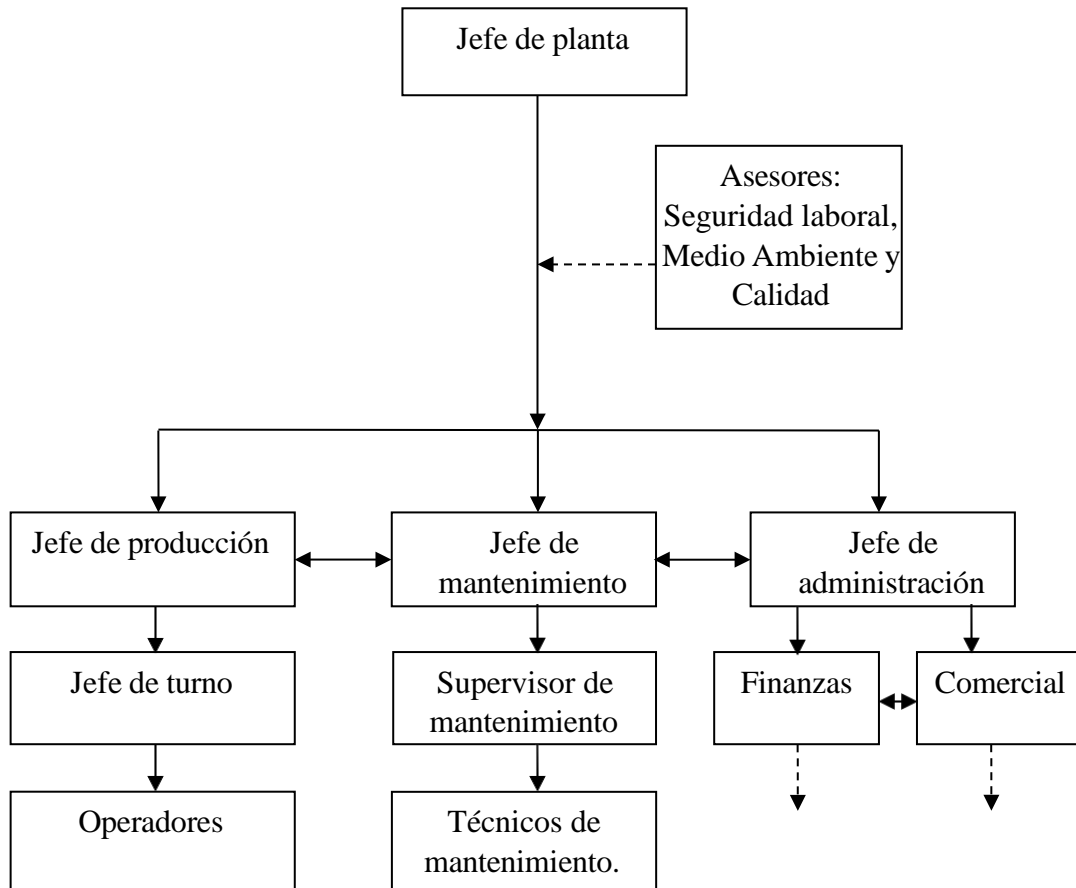 Jefe de planta
Asesores:
Seguridad laboral,
Medio Ambiente y
Calidad
Jefe de producción
Jefe de
mantenimiento
Jefe de
administración
Jefe de turno
Supervisor de
mantenimiento
Finanzas
Comercial
Operadores
Técnicos de
mantenimiento.